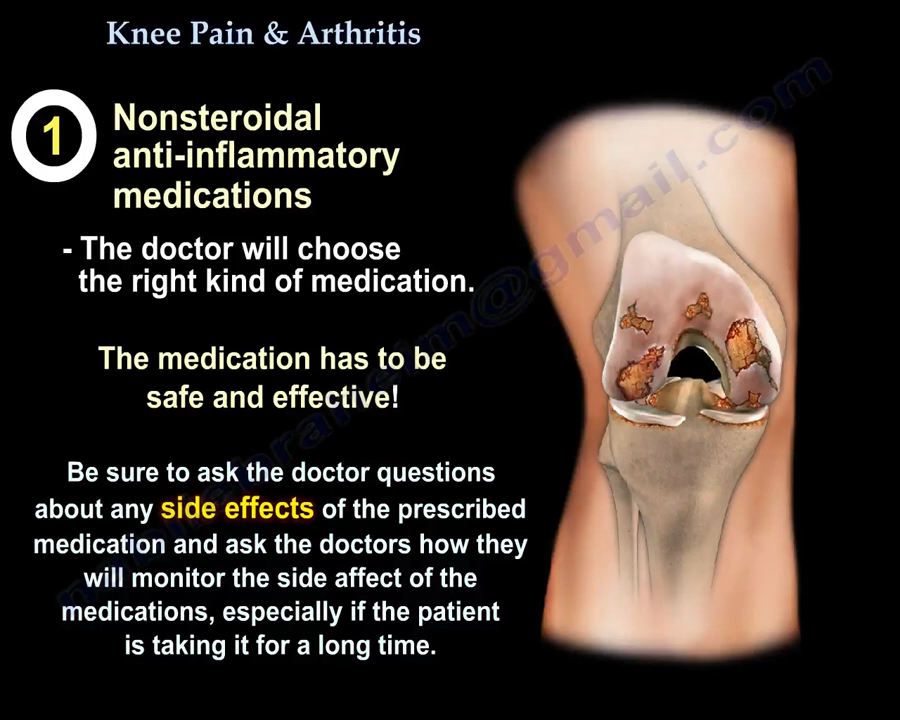 Knee Pain & Arthritis
1
Nonsteroidal
anti-inflammatory
medications
- The doctor will choose
the right kind of medication.
The medication has to be
safe and effective!
Be sure to ask the doctor questions
about any side effects of the prescribed
medication and ask the doctors how they
will monitor the side affect of the
medications, especially if the patient
is taking it for a long time.